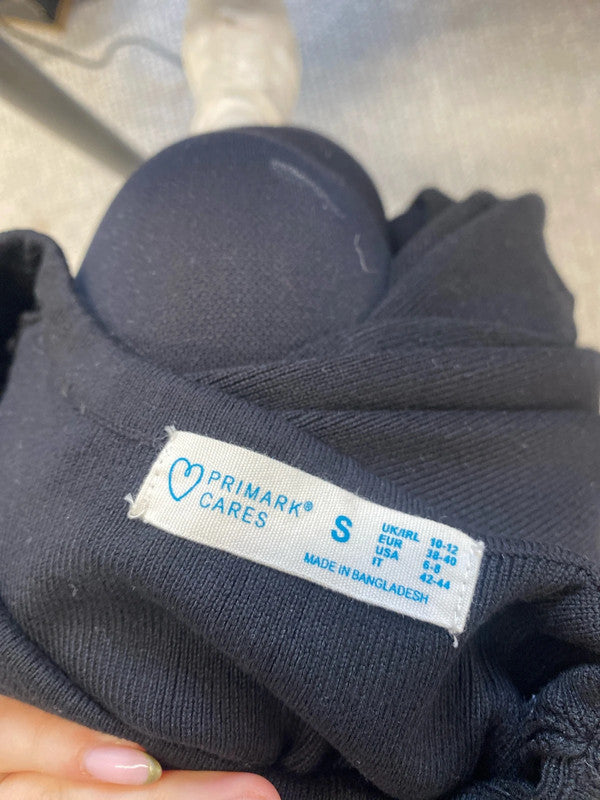 PRIMARK®
CARES
S
UK/IRL 10-12
EUR 38-40
USA 6-8
IT 42-44
MADE IN BANGLADESH